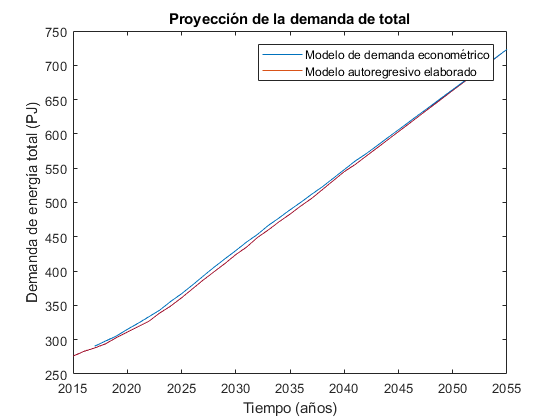 Proyección de la demanda de total
750
700
650
600
550
500
450
400
350
300
250
Demanda de energía total (PJ)
Modelo de demanda econométrico
Modelo autoregresivo elaborado
2015 2020 2025 2030 2035 2040 2045 2050 2055
Tiempo (años)